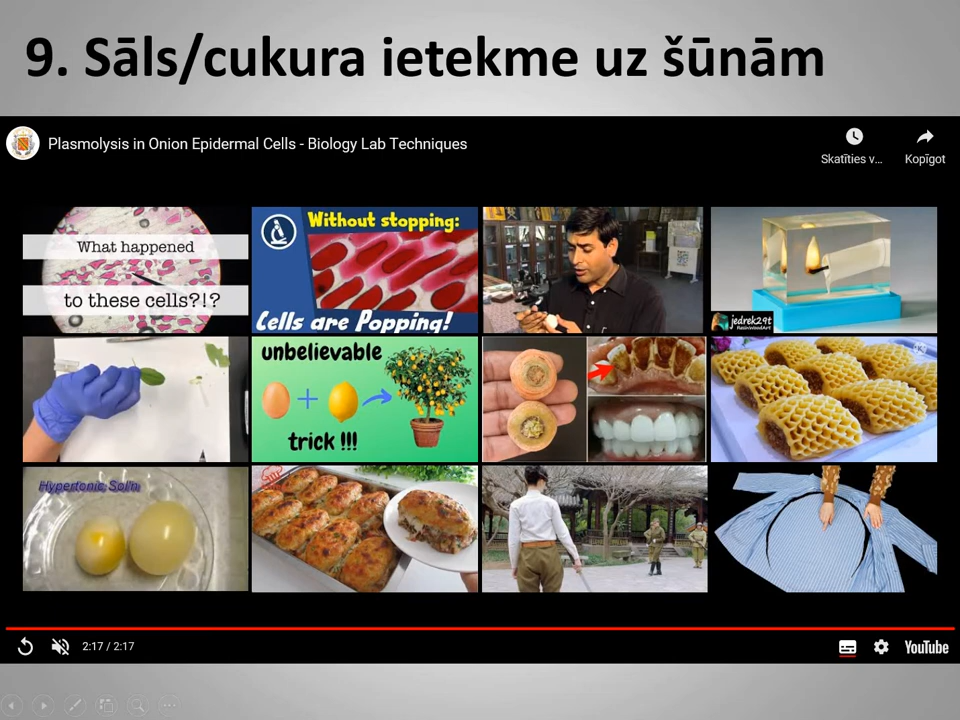 9. Sāls/cukura ietekme uz šūnām
Plasmolysis in Onion Epidermal Cells - Biology Lab Techniques
Skatīties v...
Kopīgot
What happened
to these cells?!?
Without stopping:
Cells are Popping!
jedrek29t
unbelievable
trick !!!
Hypertonic Sol'n
2:17 / 2:17
YouTube